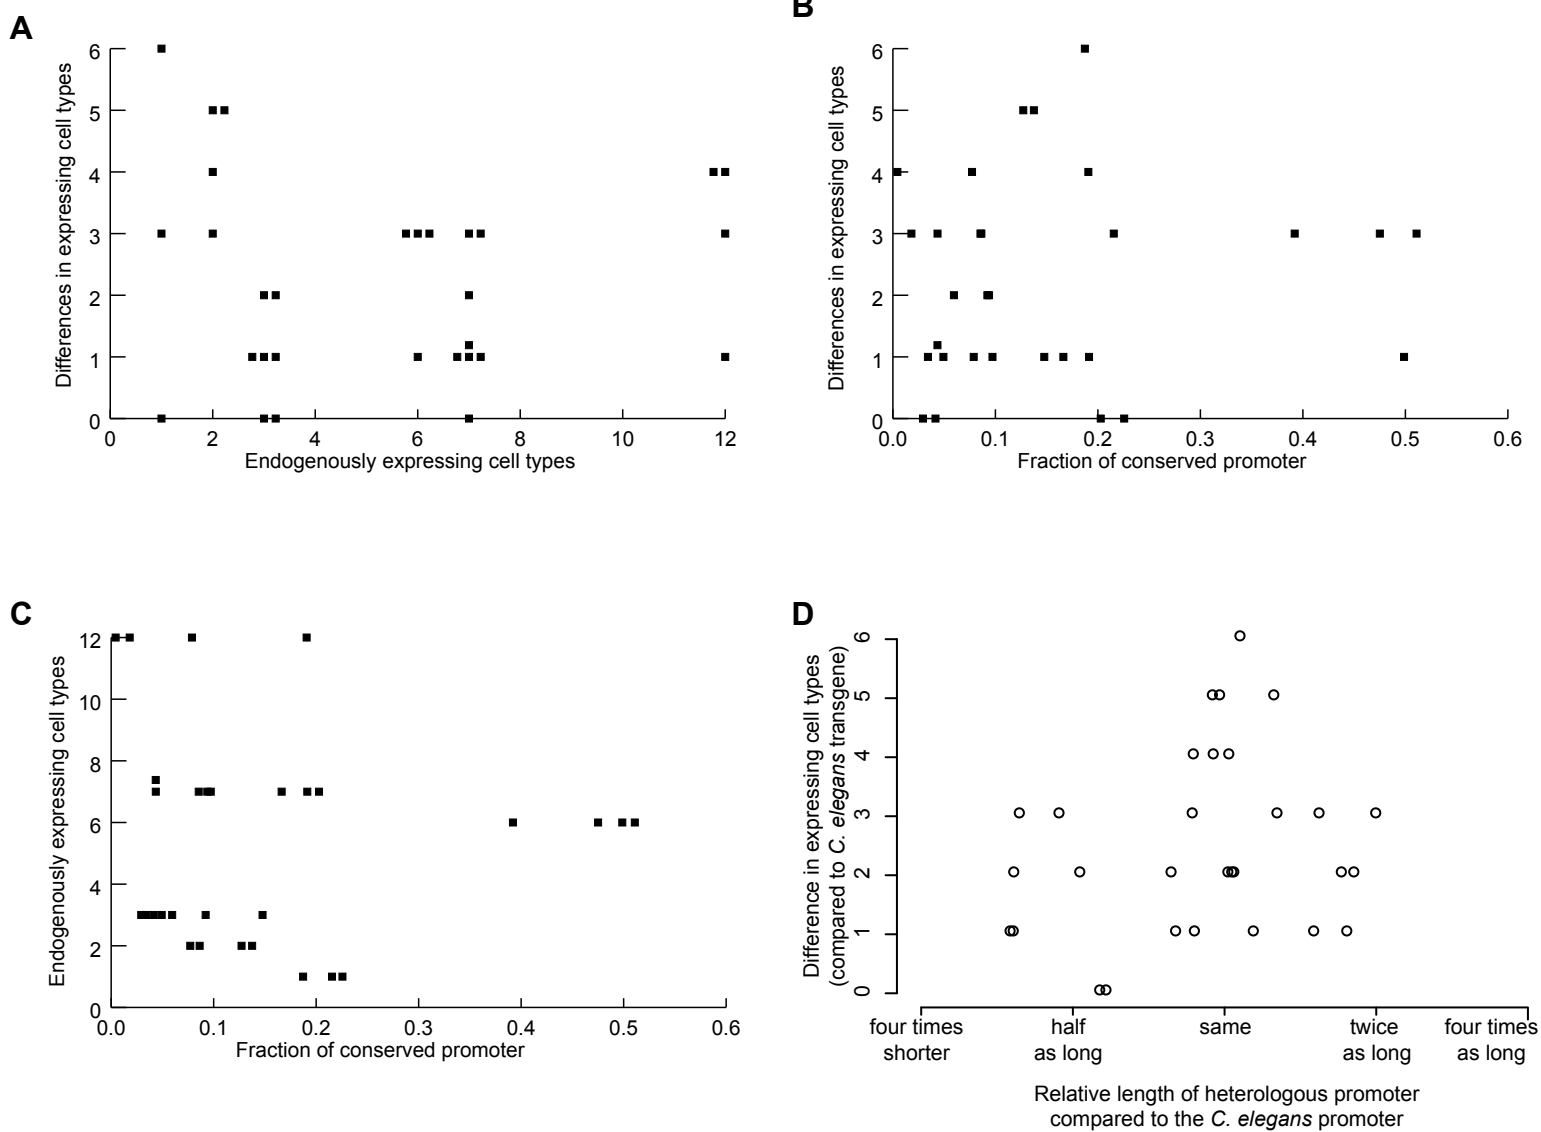 A
Differences in expressing cell types
6
5
4
3
2
1
0
0 2 4 6 8 10 12
Endogenously expressing cell types
B
Differences in expressing cell types
6
5
4
3
2
1
0
0.0 0.1 0.2 0.3 0.4 0.5 0.6
Fraction of conserved promoter
C
Endogenously expressing cell types
12
10
8
6
4
2
0
0.0 0.1 0.2 0.3 0.4 0.5 0.6
Fraction of conserved promoter
D
Difference in expressing cell types
(compared to C. elegans transgene)
6
5
4
3
2
1
0
four times
shorter
half
as long
same
twice
as long
four times
as long
Relative length of heterologous promoter
compared to the C. elegans promoter